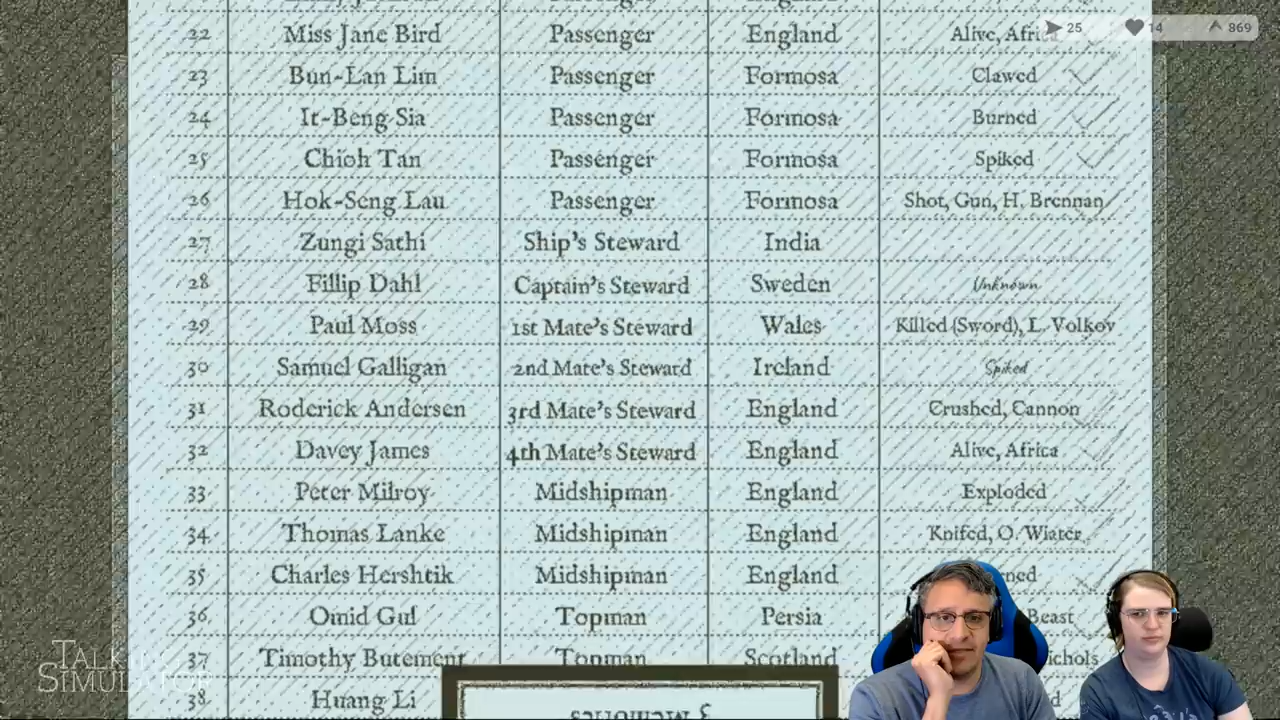 22 Miss Jane Bird Passenger England Alive, 25 14 869
23 Bun-Lan Lim Passenger Formosa Clawed
24 It-Beng Sia Passenger Formosa Burned
25 Chioh Tan Passenger Formosa Spiked
26 Hok-Seng Lau Passenger Formosa Shot, Gun, H. Brennan
27 Zungi Sathi Ship's Steward India
28 Fillip Dahl Captain's Steward Sweden Unknown
29 Paul Moss 1st Mate's Steward Wales Killed (Sword), L. Volkov
30 Samuel Galligan 2nd Mate's Steward Ireland Spiked
31 Roderick Andersen 3rd Mate's Steward England Crushed, Cannon
32 Davey James 4th Mate's Steward England Alive, Africa
33 Peter Milroy Midshipman England Exploded
34 Thomas Lanke Midshipman England Knifed, O. Wiater
35 Charles Hershtik Midshipman England
36 Omid Gul Topman Persia Beast
37 Timothy Butement Topman Scotland
38 Huang Li
TALKING SIMULATOR